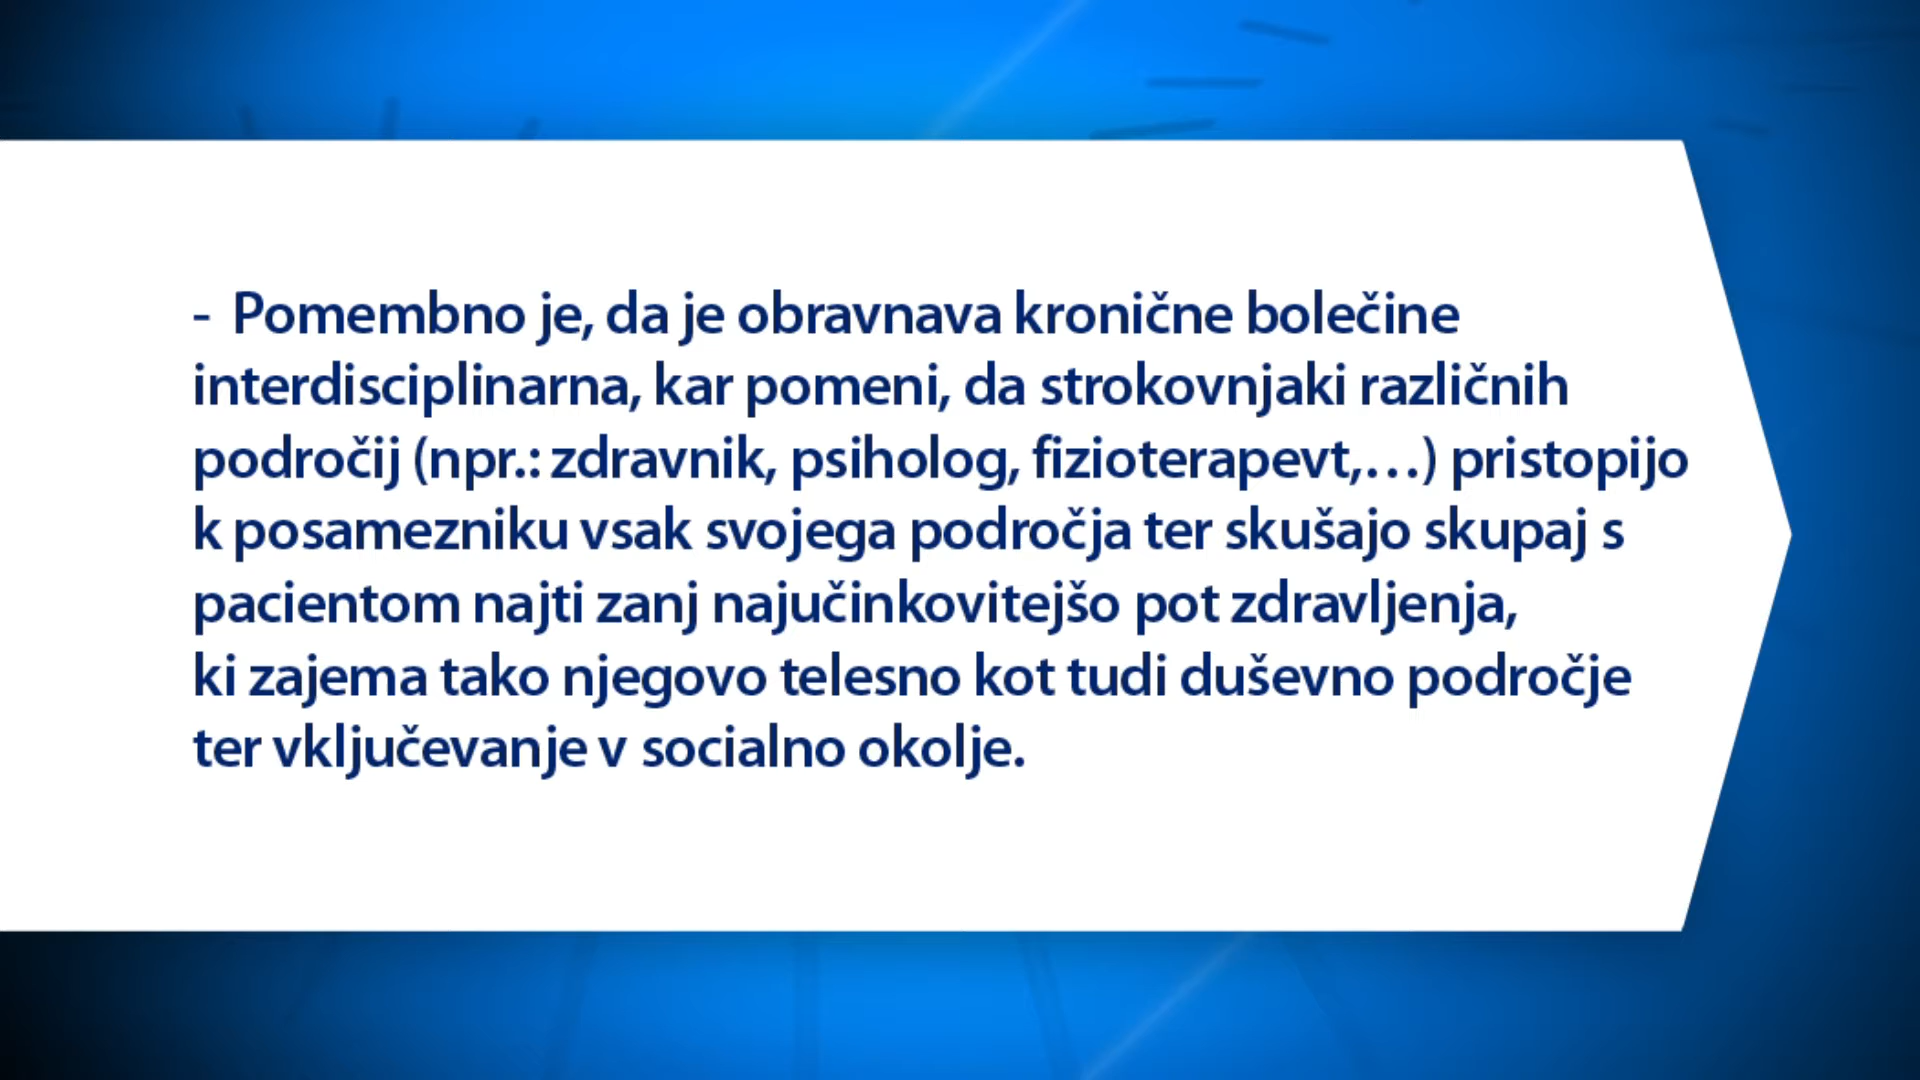 - Pomembno je, da je obravnava kronične bolečine
interdisciplinarna, kar pomeni, da strokovnjaki različnih
področij (npr.: zdravnik, psiholog, fizioterapevt,…) pristopijo
k posamezniku vsak svojega področja ter skušajo skupaj s
pacientom najti zanj najučinkovitejšo pot zdravljenja,
ki zajema tako njegovo telesno kot tudi duševno področje
ter vključevanje v socialno okolje.